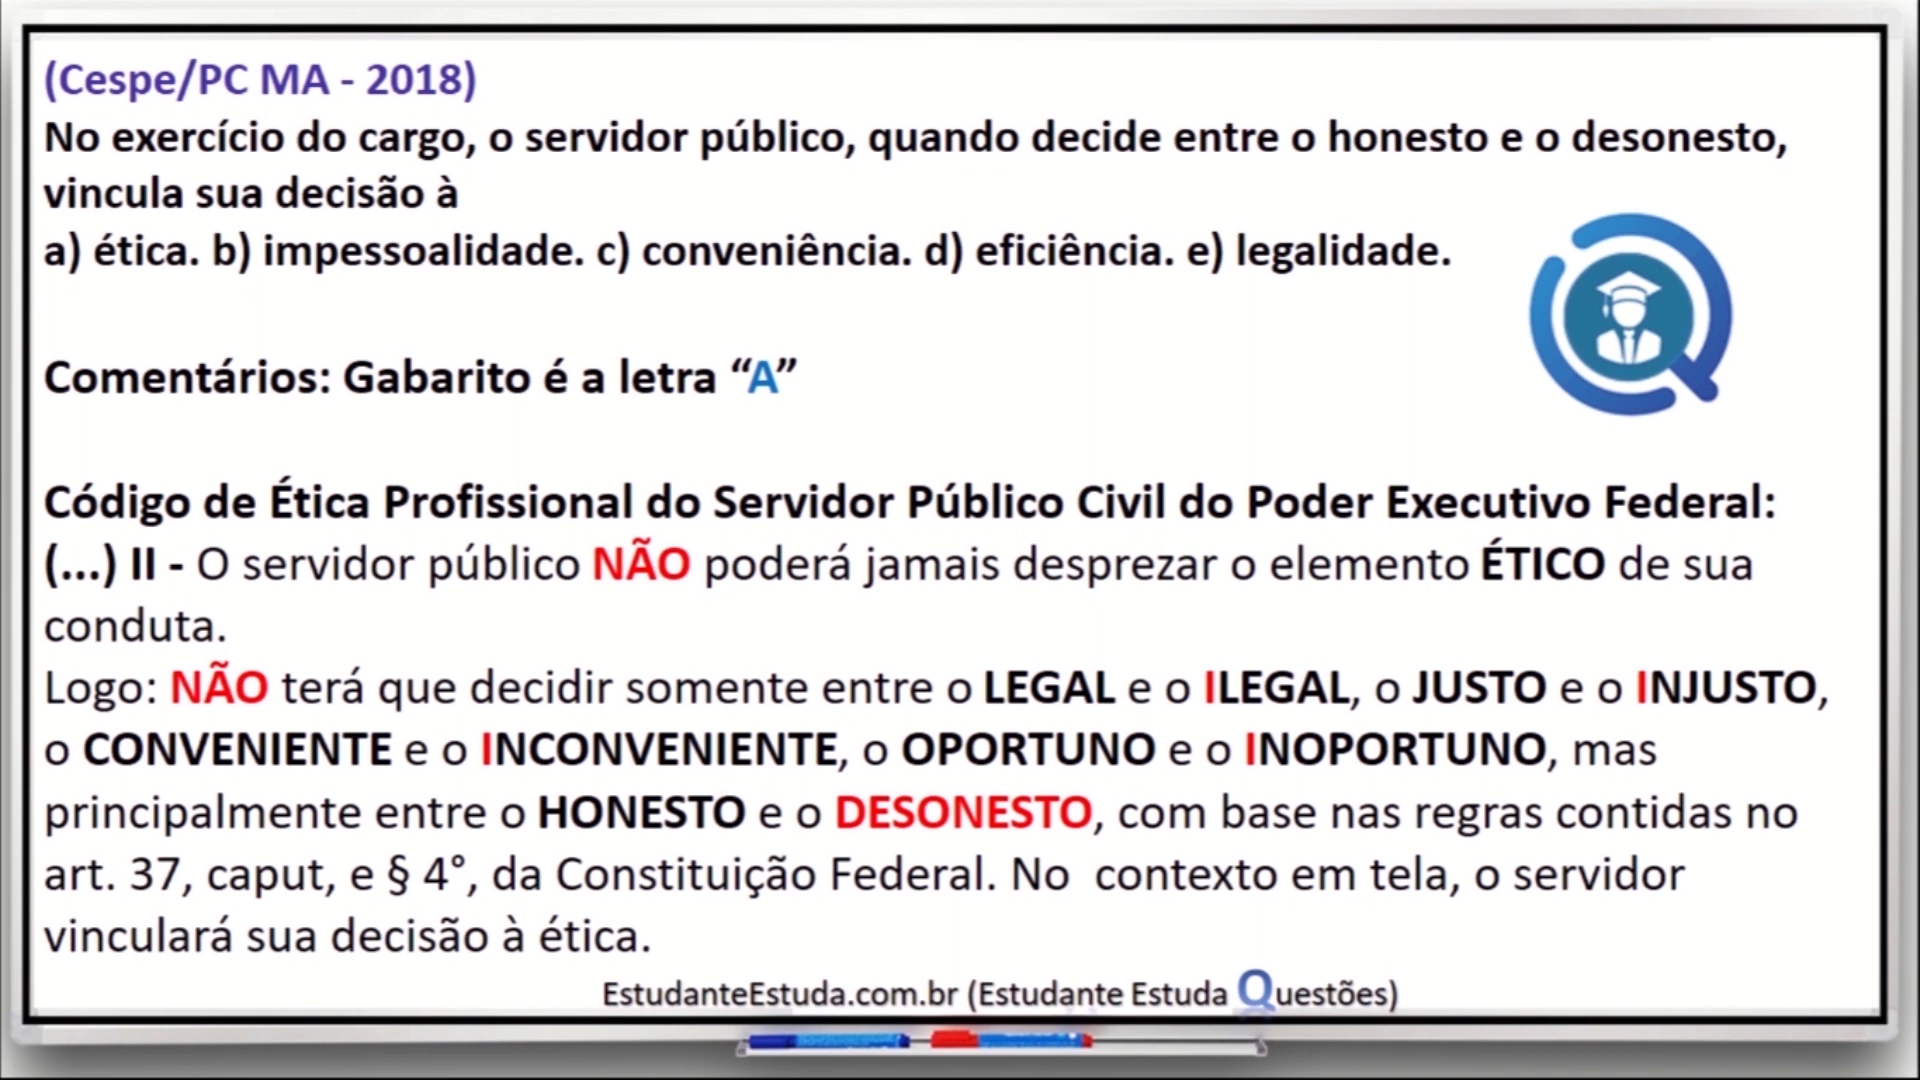 (Cespe/PC MA - 2018)
No exercício do cargo, o servidor público, quando decide entre o honesto e o desonesto,
vincula sua decisão à
a) ética. b) impessoalidade. c) conveniência. d) eficiência. e) legalidade.
Comentários: Gabarito é a letra “A”
Código de Ética Profissional do Servidor Público Civil do Poder Executivo Federal:
(...) II - O servidor público NÃO poderá jamais desprezar o elemento ÉTICO de sua
conduta.
Logo: NÃO terá que decidir somente entre o LEGAL e o ILEGAL, o JUSTO e o INJUSTO,
o CONVENIENTE e o INCONVENIENTE, o OPORTUNO e o INOPORTUNO, mas
principalmente entre o HONESTO e o DESONESTO, com base nas regras contidas no
art. 37, caput, e § 4°, da Constituição Federal. No contexto em tela, o servidor
vinculará sua decisão à ética.
EstudanteEstuda.com.br (Estudante Estuda Questões)